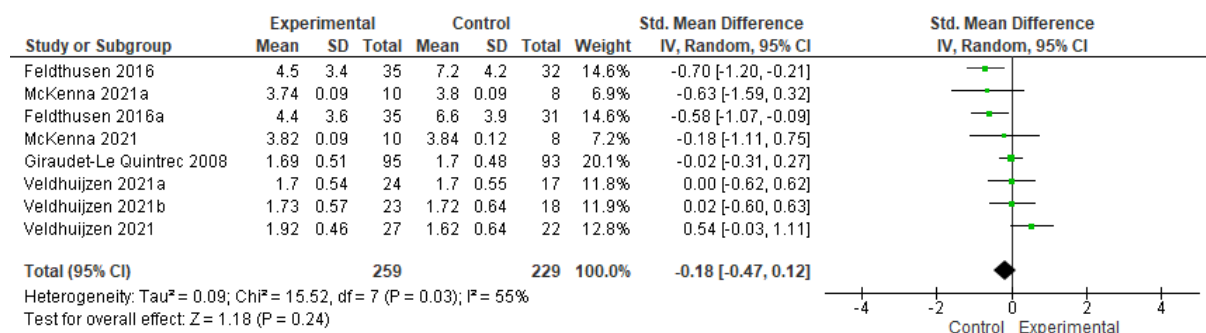 Experimental Control Std. Mean Difference Std. Mean Difference
Study or Subgroup Mean SD Total Mean SD Total Weight IV, Random, 95% CI IV, Random, 95% CI
Feldthusen 2016 4.5 3.4 35 7.2 4.2 32 14.6% -0.70 [-1.20, -0.21]
McKenna 2021a 3.74 0.09 10 3.8 0.09 8 6.9% -0.63 [-1.59, 0.32]
Feldthusen 2016a 4.4 3.6 35 6.6 3.9 31 14.6% -0.58 [-1.07, -0.09]
McKenna 2021 3.82 0.09 10 3.84 0.12 8 7.2% -0.18 [-1.11, 0.75]
Giraudet-Le Quintrec 2008 1.69 0.51 95 1.7 0.48 93 20.1% -0.02 [-0.31, 0.27]
Veldhuijzen 2021a 1.7 0.54 24 1.7 0.55 17 11.8% 0.00 [-0.62, 0.62]
Veldhuijzen 2021b 1.73 0.57 23 1.72 0.64 18 11.9% 0.02 [-0.60, 0.63]
Veldhuijzen 2021 1.92 0.46 27 1.62 0.64 22 12.8% 0.54 [-0.03, 1.11]
Total (95% CI) 259 229 100.0% -0.18 [-0.47, 0.12]
Heterogeneity: Tau² = 0.09; Chi² = 15.52, df = 7 (P = 0.03); I² = 55%
Test for overall effect: Z = 1.18 (P = 0.24)
-4 -2 0 2 4
Control Experimental